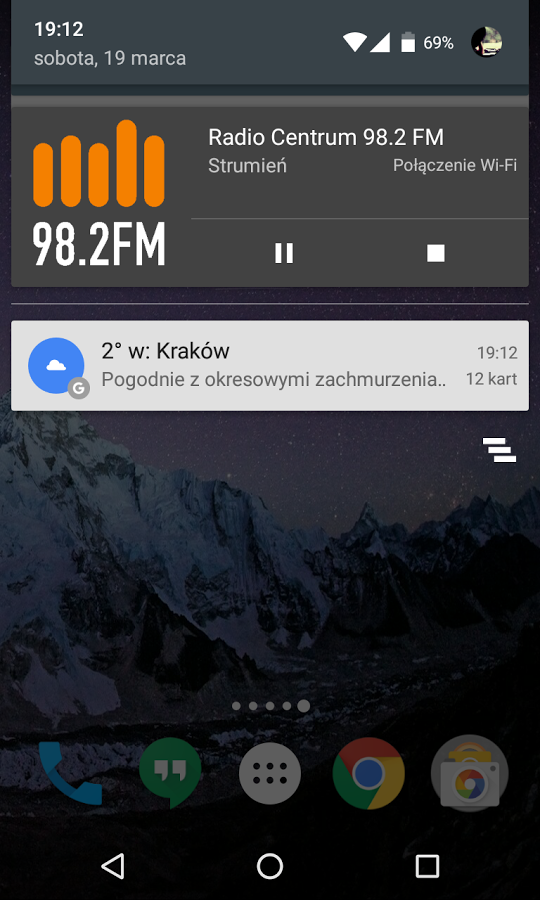 19:12
69%
sobota, 19 marca
98.2FM
Radio Centrum 98.2 FM
Strumień
Połączenie Wi-Fi
2° w: Kraków
19:12
Pogodnie z okresowymi zachmurzenia..
12 kart
G